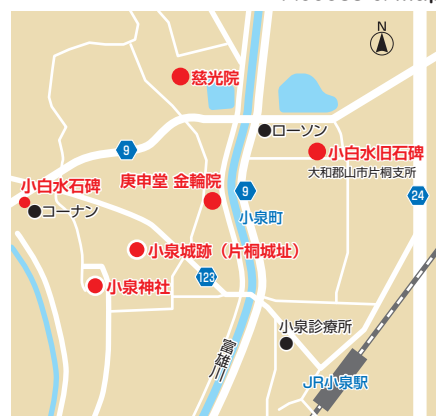 N
慈光院
ローソン
9
小白水旧石碑
大和郡山市片桐支所
小白水石碑
コーナン
庚申堂 金輪院
9
小泉町
24
小泉城跡（片桐城址）
123
小泉神社
小泉診療所
富雄川
JR小泉駅